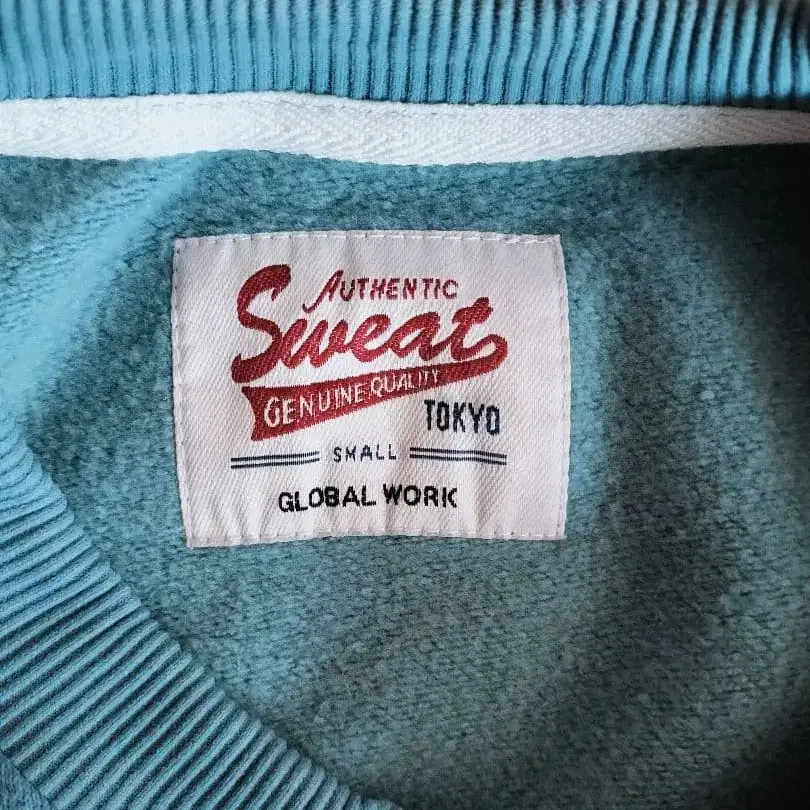 AUTHENTIC
Sweat
GENUINE QUALITY
TOKYO
SMALL
GLOBAL WORK